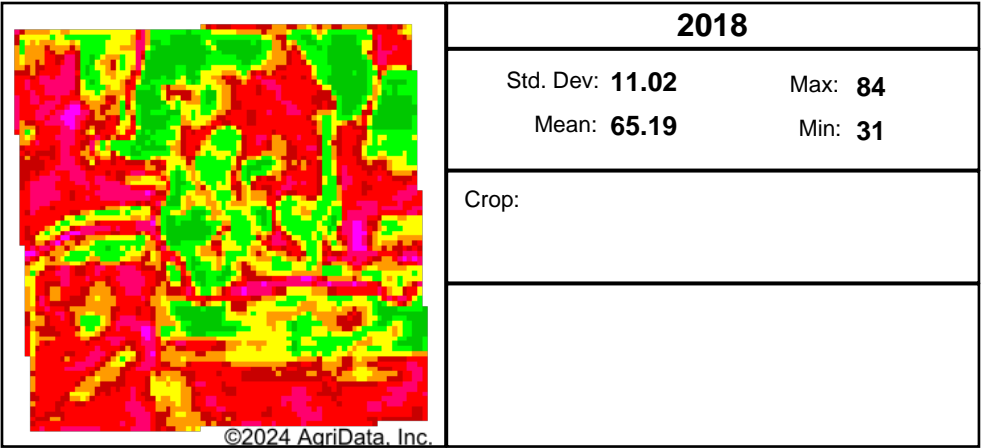 2018
Std. Dev: 11.02 Max: 84
Mean: 65.19 Min: 31
Crop:
©2024 AgriData, Inc.